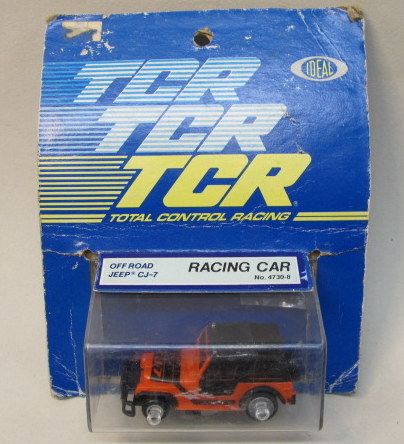 IDEAL
TCR
TCR
TCR
TOTAL CONTROL RACING
OFF ROAD
JEEP® CJ-7
RACING CAR
No. 4730-8